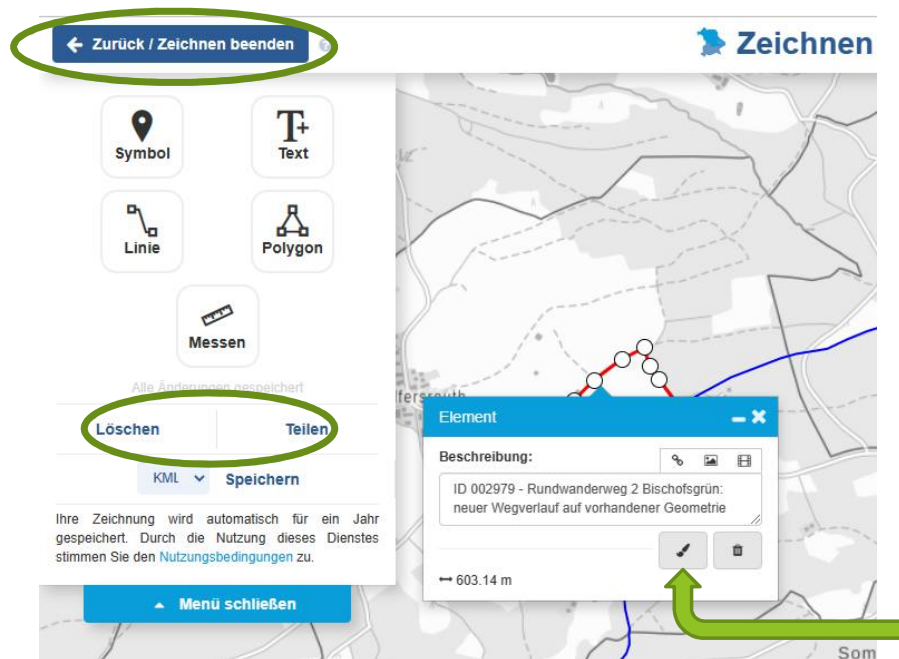 Zurück / Zeichnen beenden
Zeichnen
Symbol
Text
Linie
Polygon
Messen
Alle Änderungen gespeichert
Löschen
Teilen
KML
Speichern
Ihre Zeichnung wird automatisch für ein Jahr
gespeichert. Durch die Nutzung dieses Dienstes
stimmen Sie den Nutzungsbedingungen zu.
Menü schließen
Element
Beschreibung:
ID 002979 - Rundwanderweg 2 Bischofsgrün:
neuer Wegverlauf auf vorhandener Geometrie
603.14 m
Som